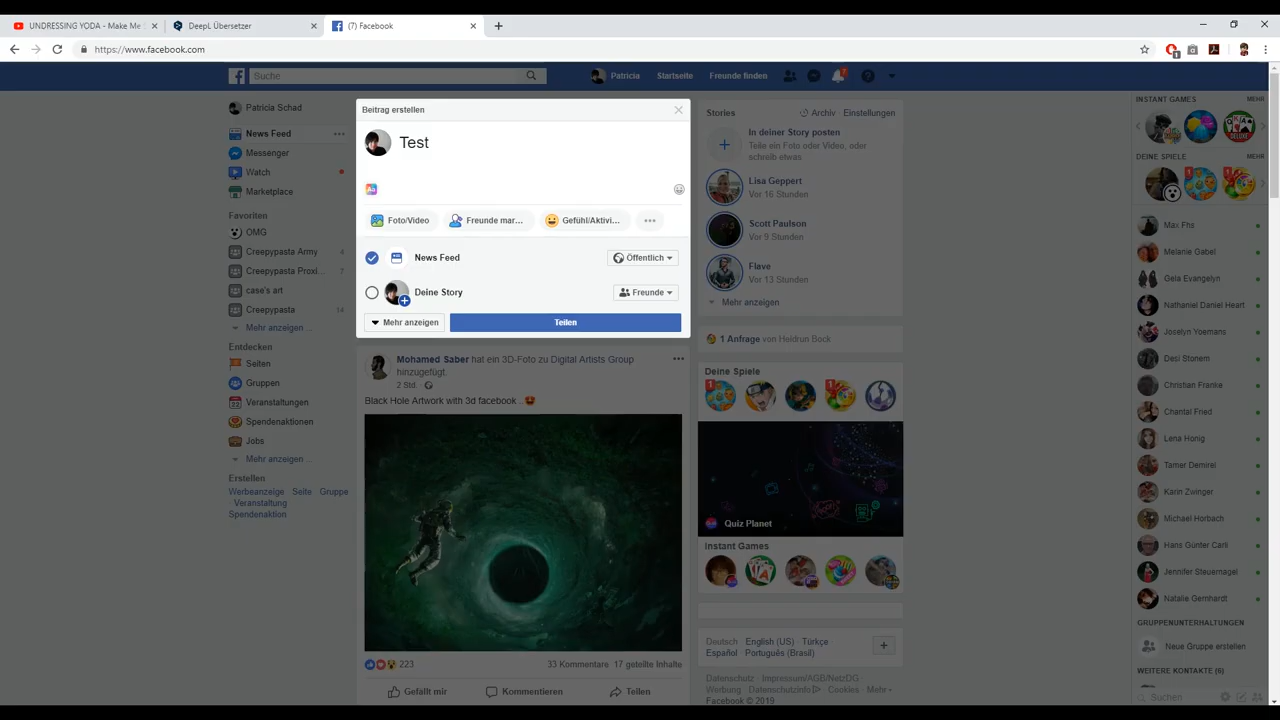 UNDRESSING YODA - Make Me S
DeepL Übersetzer
(7) Facebook
https://www.facebook.com
Suche
Patricia
Startseite
Freunde finden
Patricia Schad
News Feed
Messenger
Watch
Marketplace
Favoriten
OMG
Creepypasta Army 4
Creepypasta Proxi... 7
case's art
Creepypasta 14
Mehr anzeigen ...
Entdecken
Seiten
Gruppen
Veranstaltungen
Spendenaktionen
Jobs
Mehr anzeigen ...
Erstellen
Werbeanzeige Seite Gruppe
Veranstaltung
Spendenaktion
Beitrag erstellen
Test
Foto/Video
Freunde mar...
Gefühl/Aktivi...
News Feed
Öffentlich
Deine Story
Freunde
Mehr anzeigen
Teilen
Mohamed Saber hat ein 3D-Foto zu Digital Artists Group
hinzugefügt.
2 Std.
Black Hole Artwork with 3d facebook ..
223
33 Kommentare 17 geteilte Inhalte
Gefällt mir
Kommentieren
Teilen
Stories
Archiv
Einstellungen
In deiner Story posten
Teile ein Foto oder Video, oder
schreib etwas
Lisa Geppert
Vor 16 Stunden
Scott Paulson
Vor 9 Stunden
Flave
Vor 13 Stunden
Mehr anzeigen
1 Anfrage von Heidrun Bock
Deine Spiele
1
1
Quiz Planet
Instant Games
Deutsch English (US) Türkçe
Español Português (Brasil)
Datenschutz Impressum/AGB/NetzDG
Werbung Datenschutzinfo Cookies Mehr
Facebook © 2019
INSTANT GAMES
MEHR
DEINE SPIELE
MEHR
1
1
Max Fhs
Melanie Gabel
Gela Evangelyn
Nathaniel Daniel Heart
Joselyn Yeomans
Desi Stonem
Christian Franke
Chantal Fried
Lena Honig
Tamer Demirel
Karin Zwinger
Michael Horbach
Hans Günter Carli
Jennifer Steuernagel
Natalie Gernhardt
GRUPPENUNTERHALTUNGEN
Neue Gruppe erstellen
WEITERE KONTAKTE (6)
Suchen